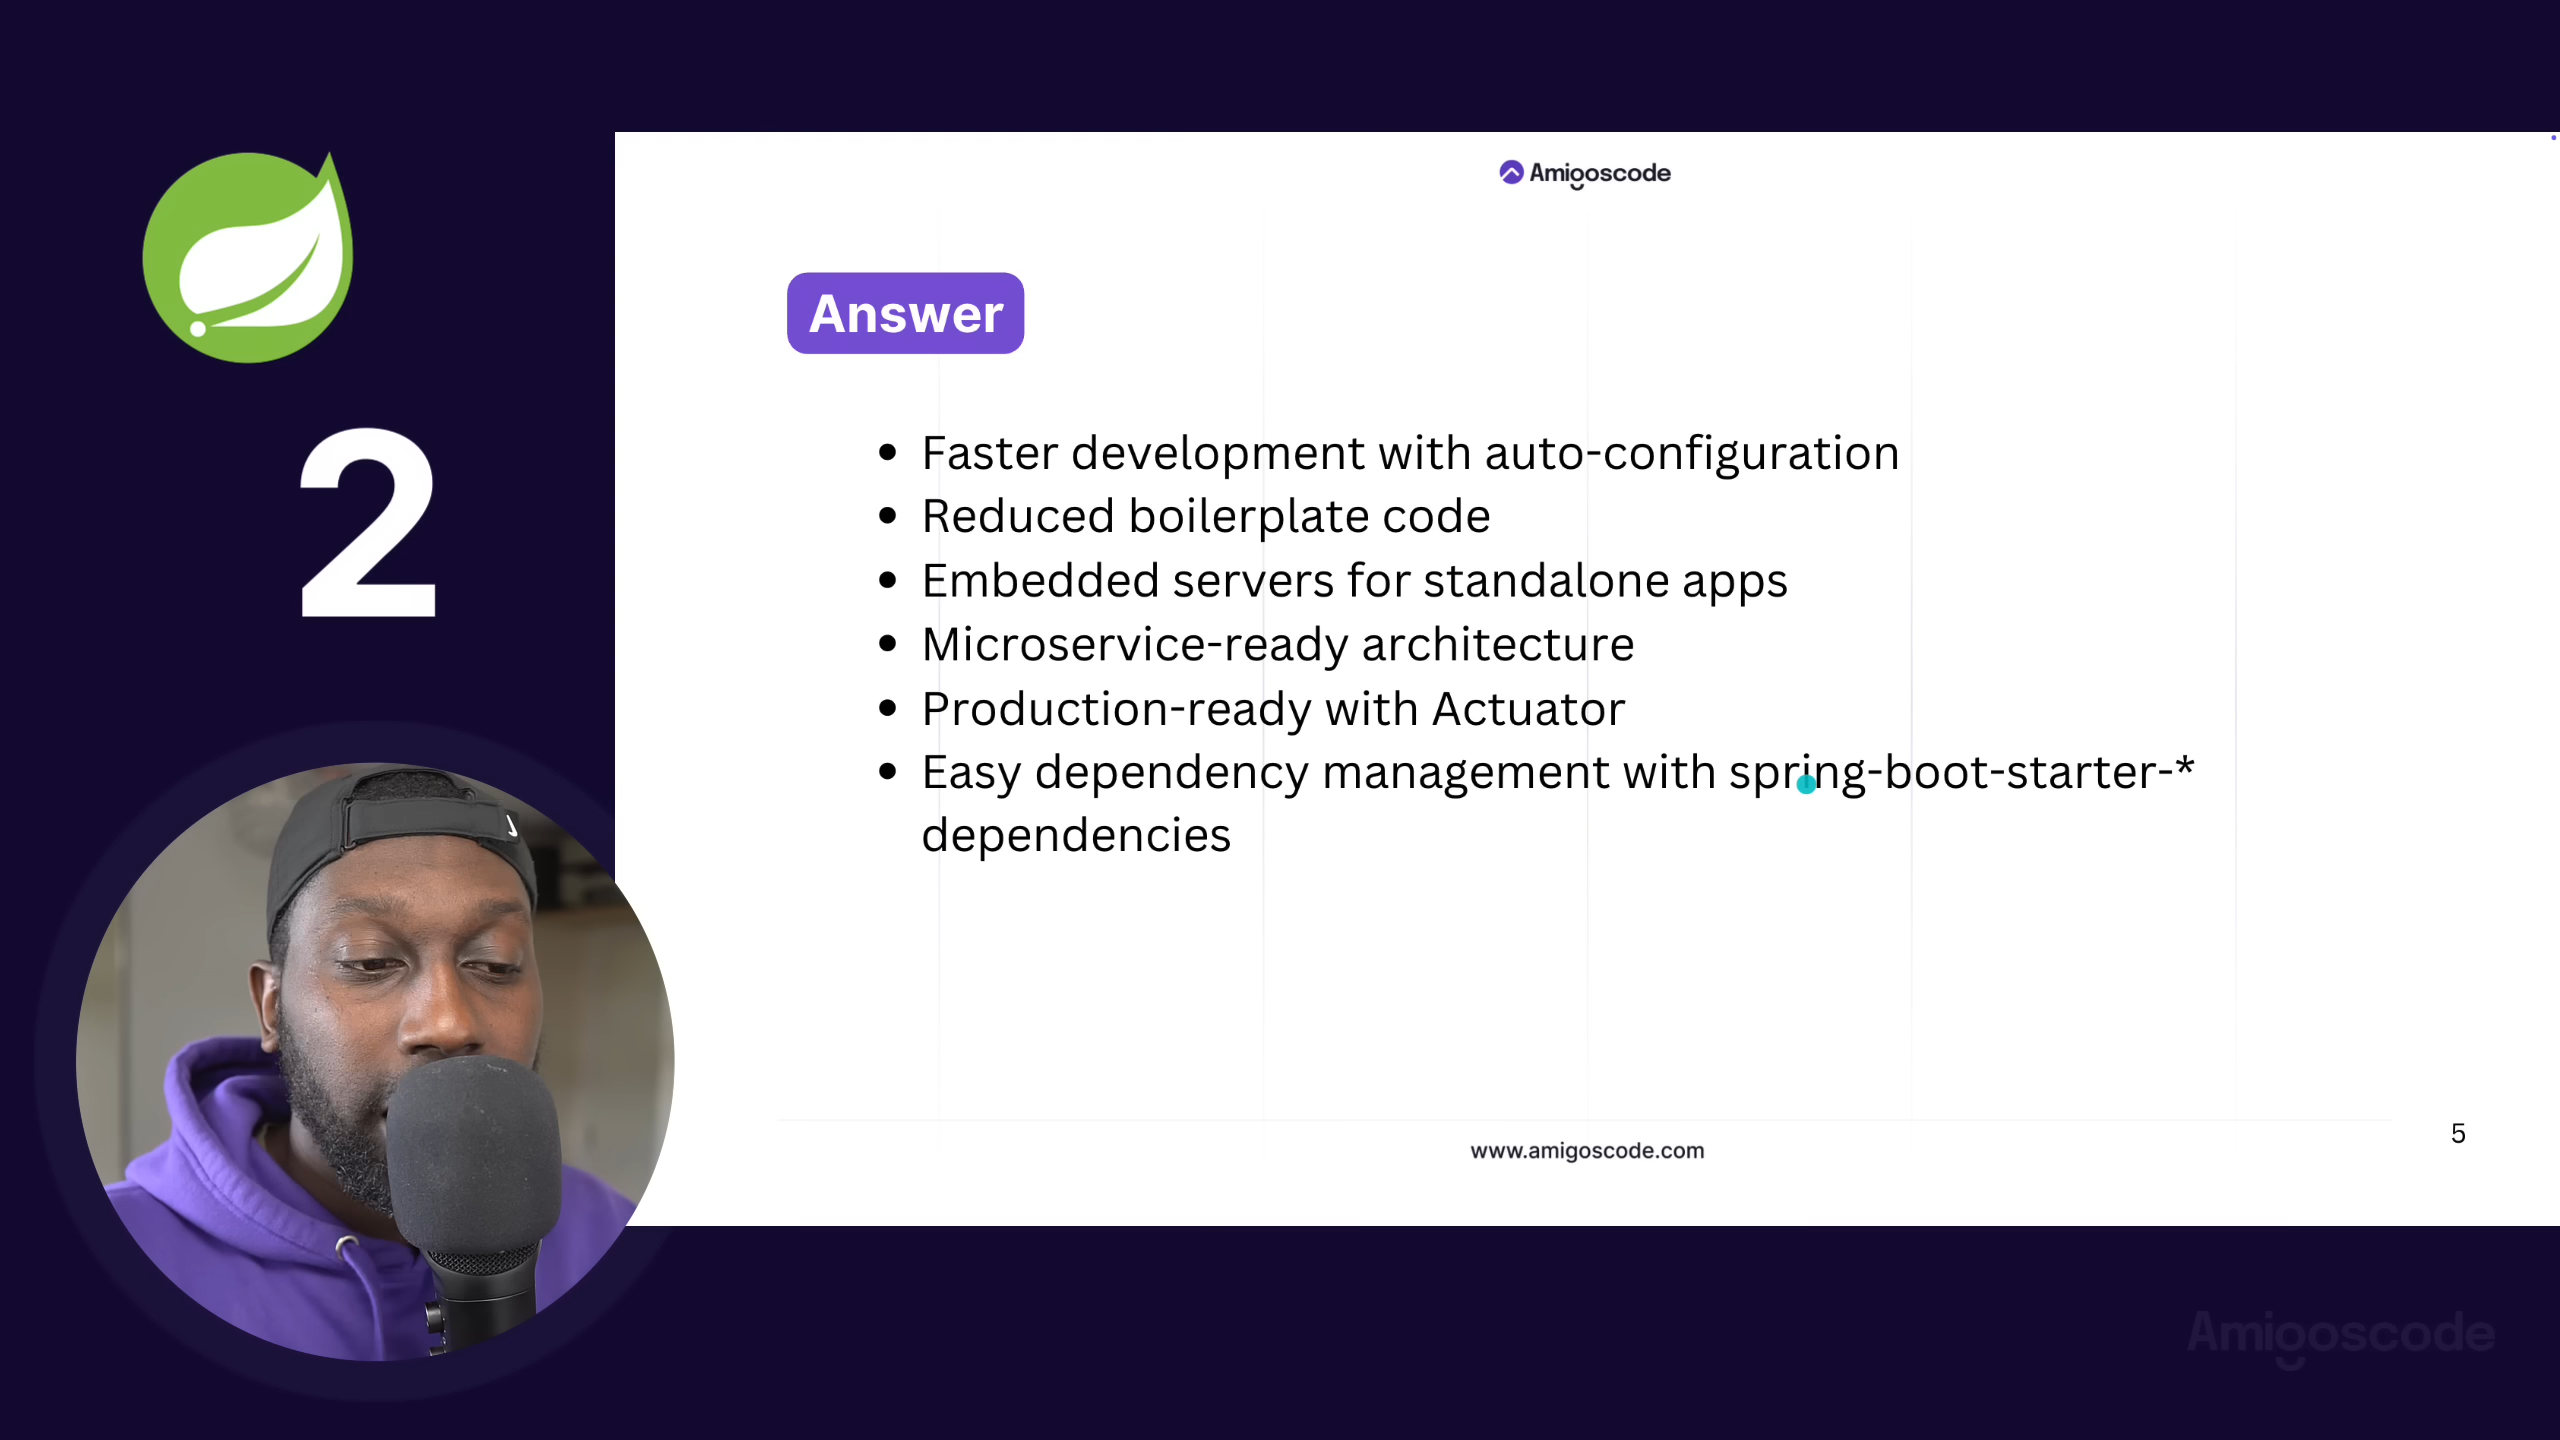 Amigoscode
2
Answer
• Faster development with auto-configuration
• Reduced boilerplate code
• Embedded servers for standalone apps
• Microservice-ready architecture
• Production-ready with Actuator
• Easy dependency management with spring-boot-starter-*
dependencies
5
www.amigoscode.com
Amigoscode